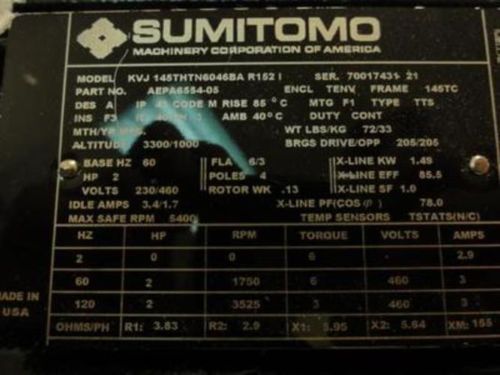 SUMITOMO
MACHINERY CORPORATION OF AMERICA
MODEL KVJ 145THTN6046BA R152 I SER. 70017431- 21
PART NO. AEPA6554-05 ENCL TENV FRAME 145TC
DES A IP 43 CODE M RISE 85°C MTG F1 TYPE TTS
INS F3 AMB 40°C DUTY CONT
MTH/YR MFG. WT LBS/KG 72/33
ALTITUDE 3300/1000 BRGS DRIVE/OPP 205/205
BASE HZ 60 FLA 6/3 X-LINE KW 1.49
HP 2 POLES 4 X-LINE EFF 85.5
VOLTS 230/460 ROTOR WK .13 X-LINE SF 1.0
IDLE AMPS 3.4/1.7 X-LINE PF(COS φ) 78.0
MAX SAFE RPM 5400 TEMP SENSORS TSTATS(N/C)
HZ HP RPM TORQUE VOLTS AMPS
2 0 0 6 2.9
60 2 1750 6 460 3
120 2 3525 3 460 3
OHMS/PH R1: 3.83 R2: 2.9 X1: 5.95 X2: 5.64 XM: 155
MADE IN
USA